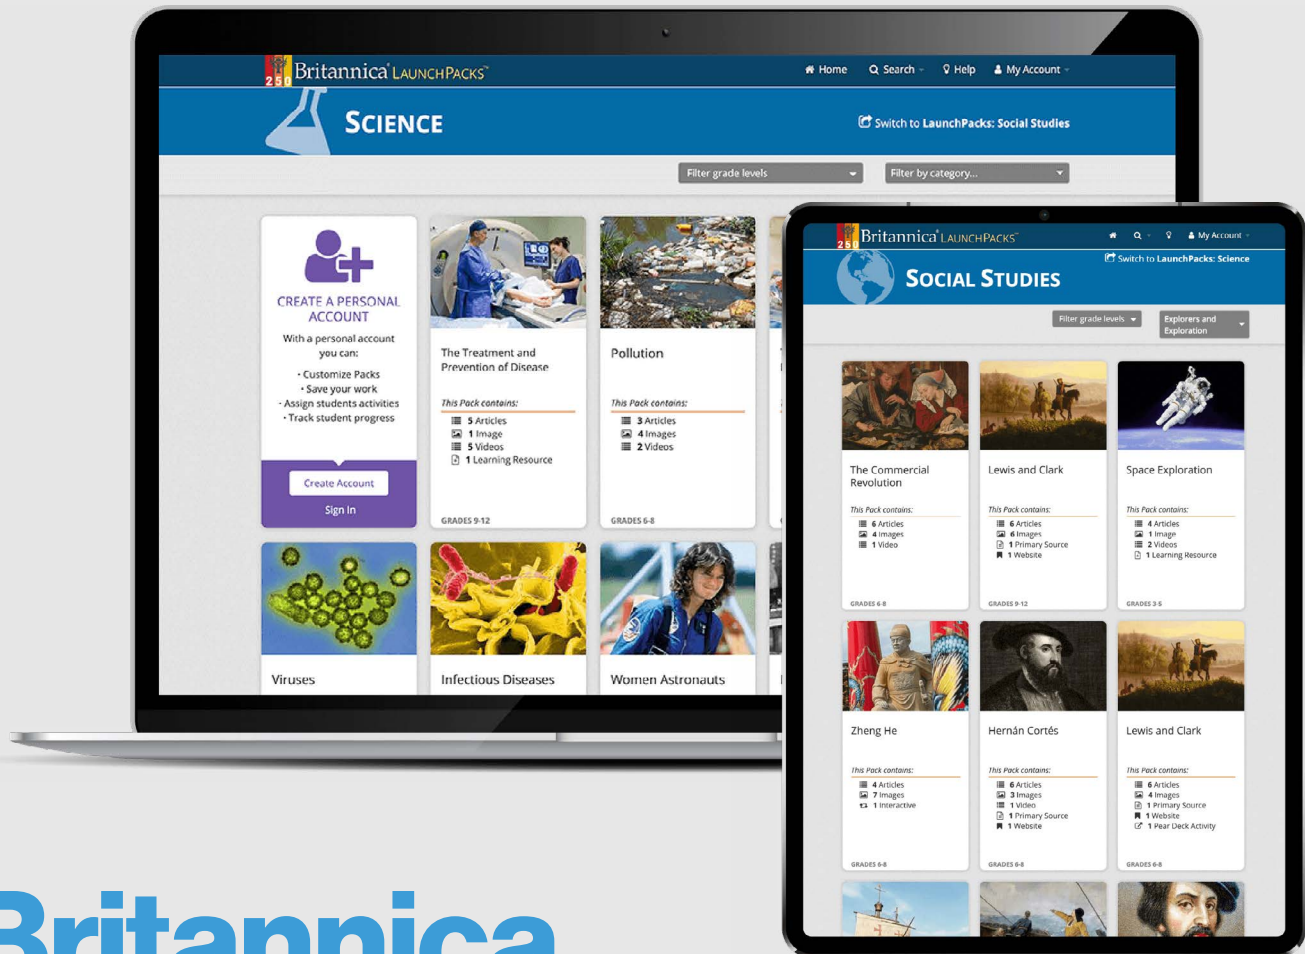 250 Britannica® LAUNCHPACKS™
Home Search Help My Account
SCIENCE
Switch to LaunchPacks: Social Studies
Filter grade levels
Filter by category...
CREATE A PERSONAL
ACCOUNT
With a personal account
you can:
· Customize Packs
· Save your work
· Assign students activities
· Track student progress
Create Account
Sign In
The Treatment and
Prevention of Disease
This Pack contains:
5 Articles
1 Image
5 Videos
1 Learning Resource
GRADES 9-12
Pollution
This Pack contains:
3 Articles
4 Images
2 Videos
GRADES 6-8
Viruses
Infectious Diseases
Women Astronauts
250 Britannica® LAUNCHPACKS™
My Account
Switch to LaunchPacks: Science
SOCIAL STUDIES
Filter grade levels
Explorers and
Exploration
The Commercial
Revolution
This Pack contains:
6 Articles
4 Images
1 Video
GRADES 6-8
Lewis and Clark
This Pack contains:
6 Articles
6 Images
1 Primary Source
1 Website
GRADES 9-12
Space Exploration
This Pack contains:
4 Articles
1 Image
2 Videos
1 Learning Resource
GRADES 3-5
Zheng He
This Pack contains:
4 Articles
7 Images
1 Interactive
GRADES 6-8
Hernán Cortés
This Pack contains:
6 Articles
3 Images
1 Video
1 Primary Source
1 Website
GRADES 6-8
Lewis and Clark
This Pack contains:
6 Articles
4 Images
1 Primary Source
1 Website
1 Pear Deck Activity
GRADES 6-8
Britannica